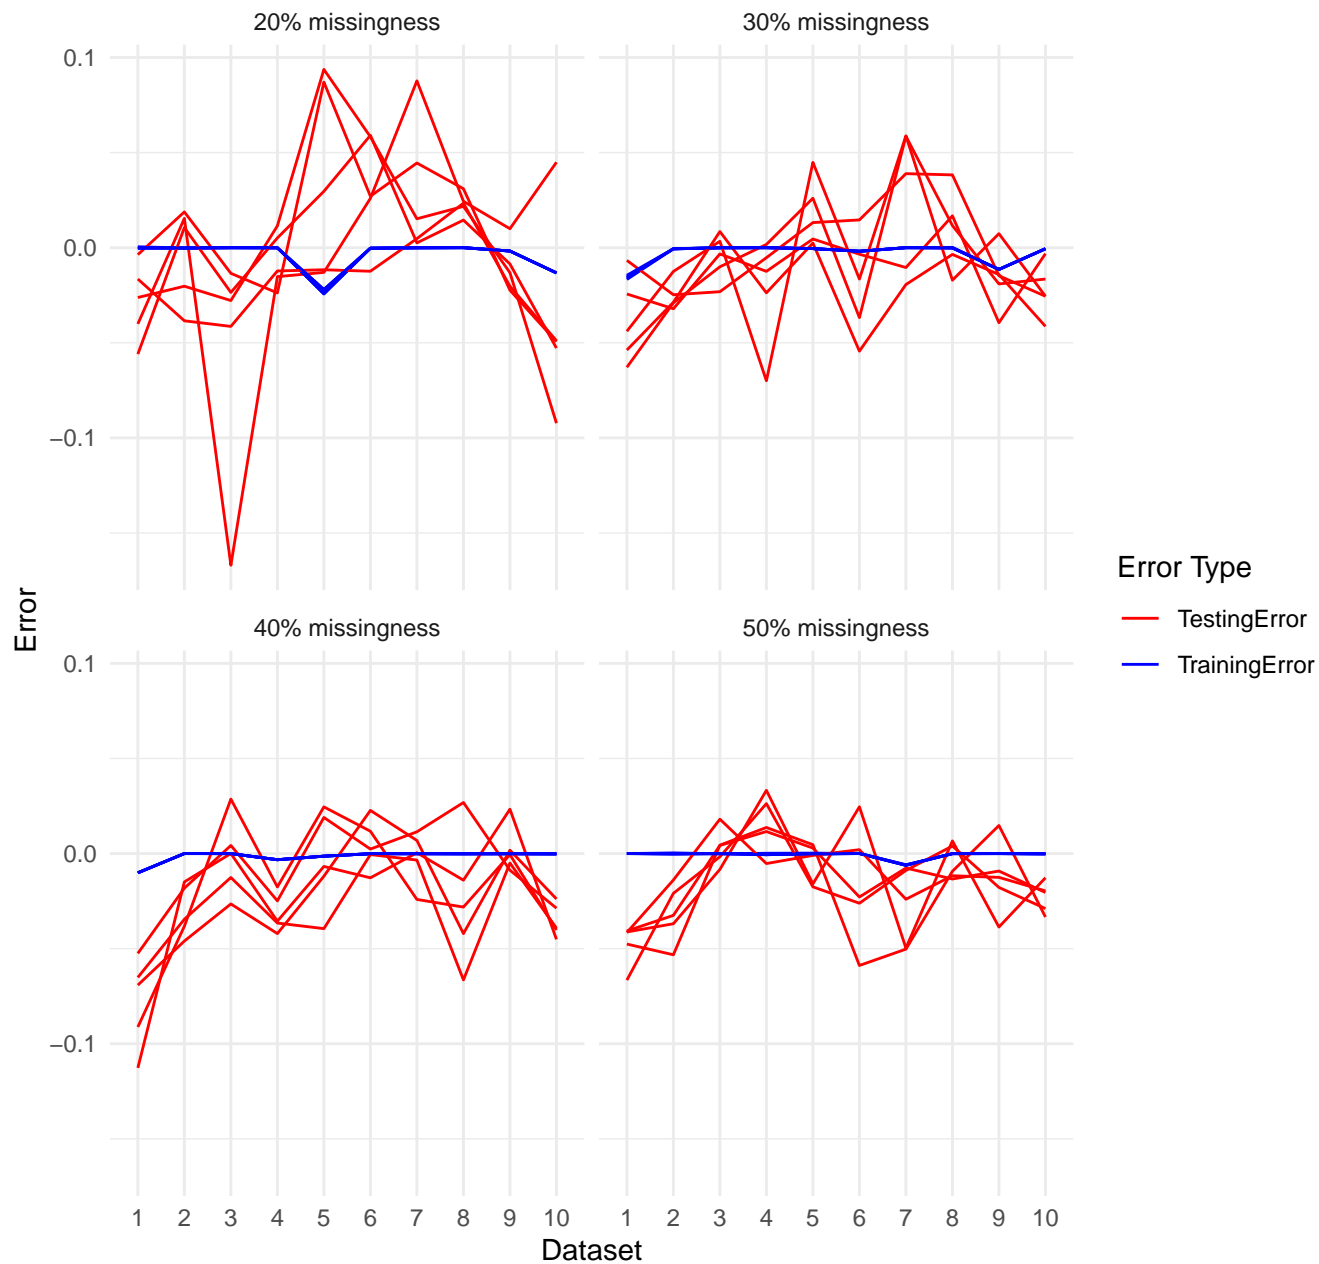 20% missingness
30% missingness
0.1
0.0
−0.1
Error
Error Type
TestingError
TrainingError
40% missingness
50% missingness
0.1
0.0
−0.1
1 2 3 4 5 6 7 8 9 10
1 2 3 4 5 6 7 8 9 10
Dataset